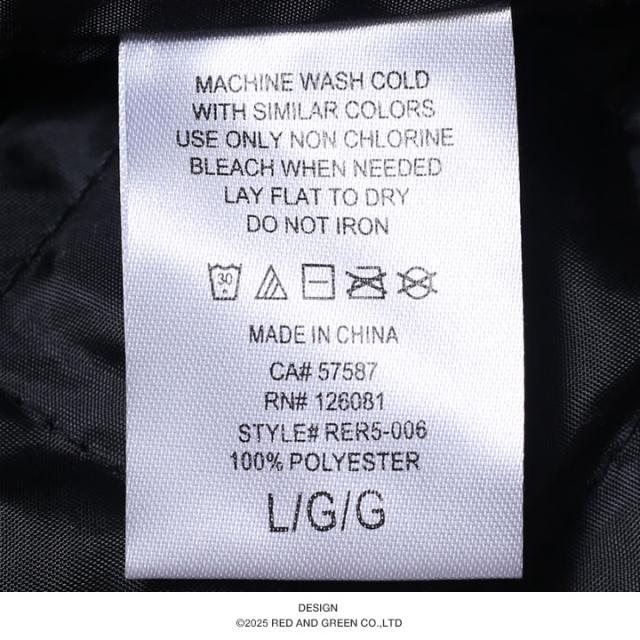 MACHINE WASH COLD
WITH SIMILAR COLORS
USE ONLY NON CHLORINE
BLEACH WHEN NEEDED
LAY FLAT TO DRY
DO NOT IRON
30
MADE IN CHINA
CA# 57587
RN# 126081
STYLE# RER5-006
100% POLYESTER
L/G/G
DESIGN
©2025 RED AND GREEN CO.,LTD